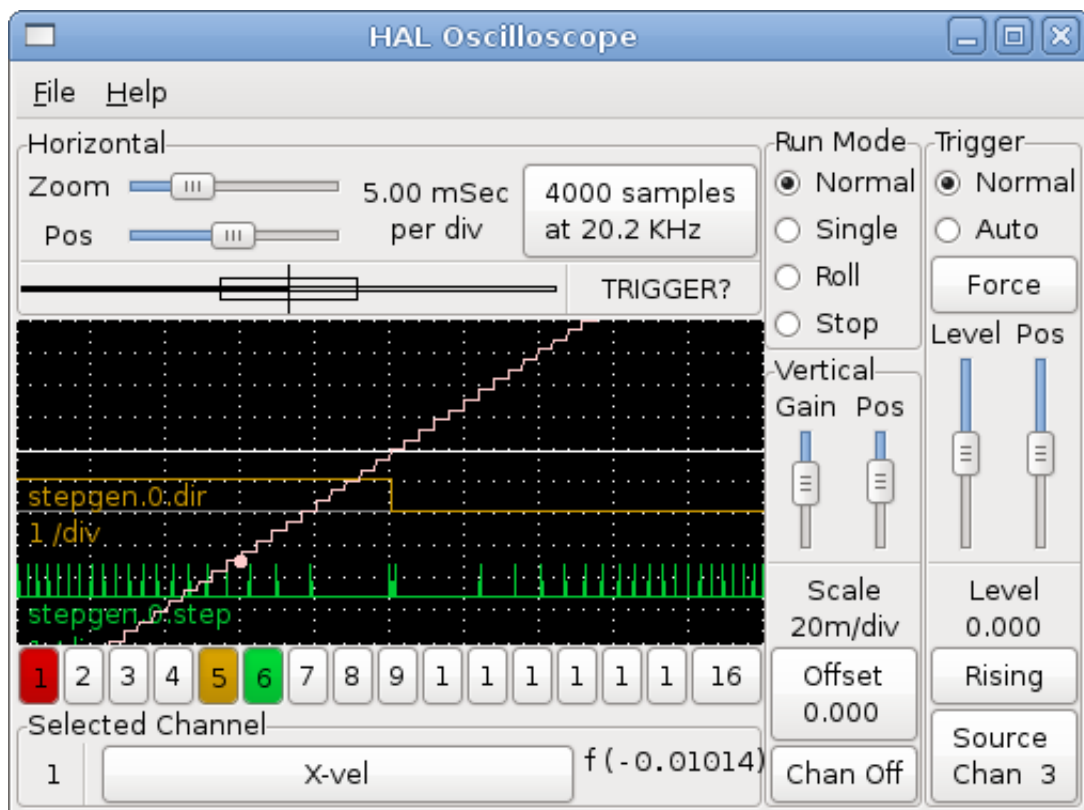 HAL Oscilloscope
File Help
Horizontal
Zoom
Pos
5.00 mSec
per div
4000 samples
at 20.2 KHz
TRIGGER?
Run Mode
Normal
Single
Roll
Stop
Trigger
Normal
Auto
Force
Level Pos
Vertical
Gain Pos
stepgen.0.dir
1 /div
stepgen.0.step
1 2 3 4 5 6 7 8 9 1 1 1 1 1 1 16
Scale
20m/div
Offset
0.000
Chan Off
Level
0.000
Rising
Source
Chan 3
Selected Channel
1 X-vel f(-0.01014)